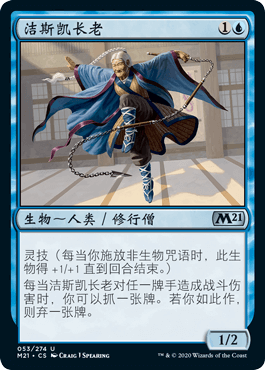 洁斯凯长老
1
生物～人类 / 修行僧
M21
灵技（每当你施放非生物咒语时，此生
物得 +1/+1 直到回合结束。）
每当洁斯凯长老对任一牌手造成战斗伤
害时，你可以抓一张牌。若你如此作，
则弃一张牌。
1/2
053/274 U
M21 • CS CRAIG J SPEARING
™ & © 2020 Wizards of the Coast